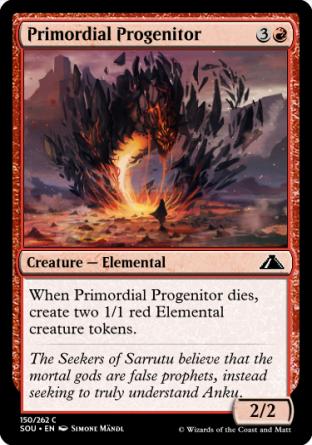 Primordial Progenitor 3
Creature — Elemental
When Primordial Progenitor dies,
create two 1/1 red Elemental
creature tokens.
The Seekers of Sarrutu believe that the
mortal gods are false prophets, instead
seeking to truly understand Anku.
2/2
150/262 C
SOU • EN Simone Mändl
© Wizards of the Coast and Matt